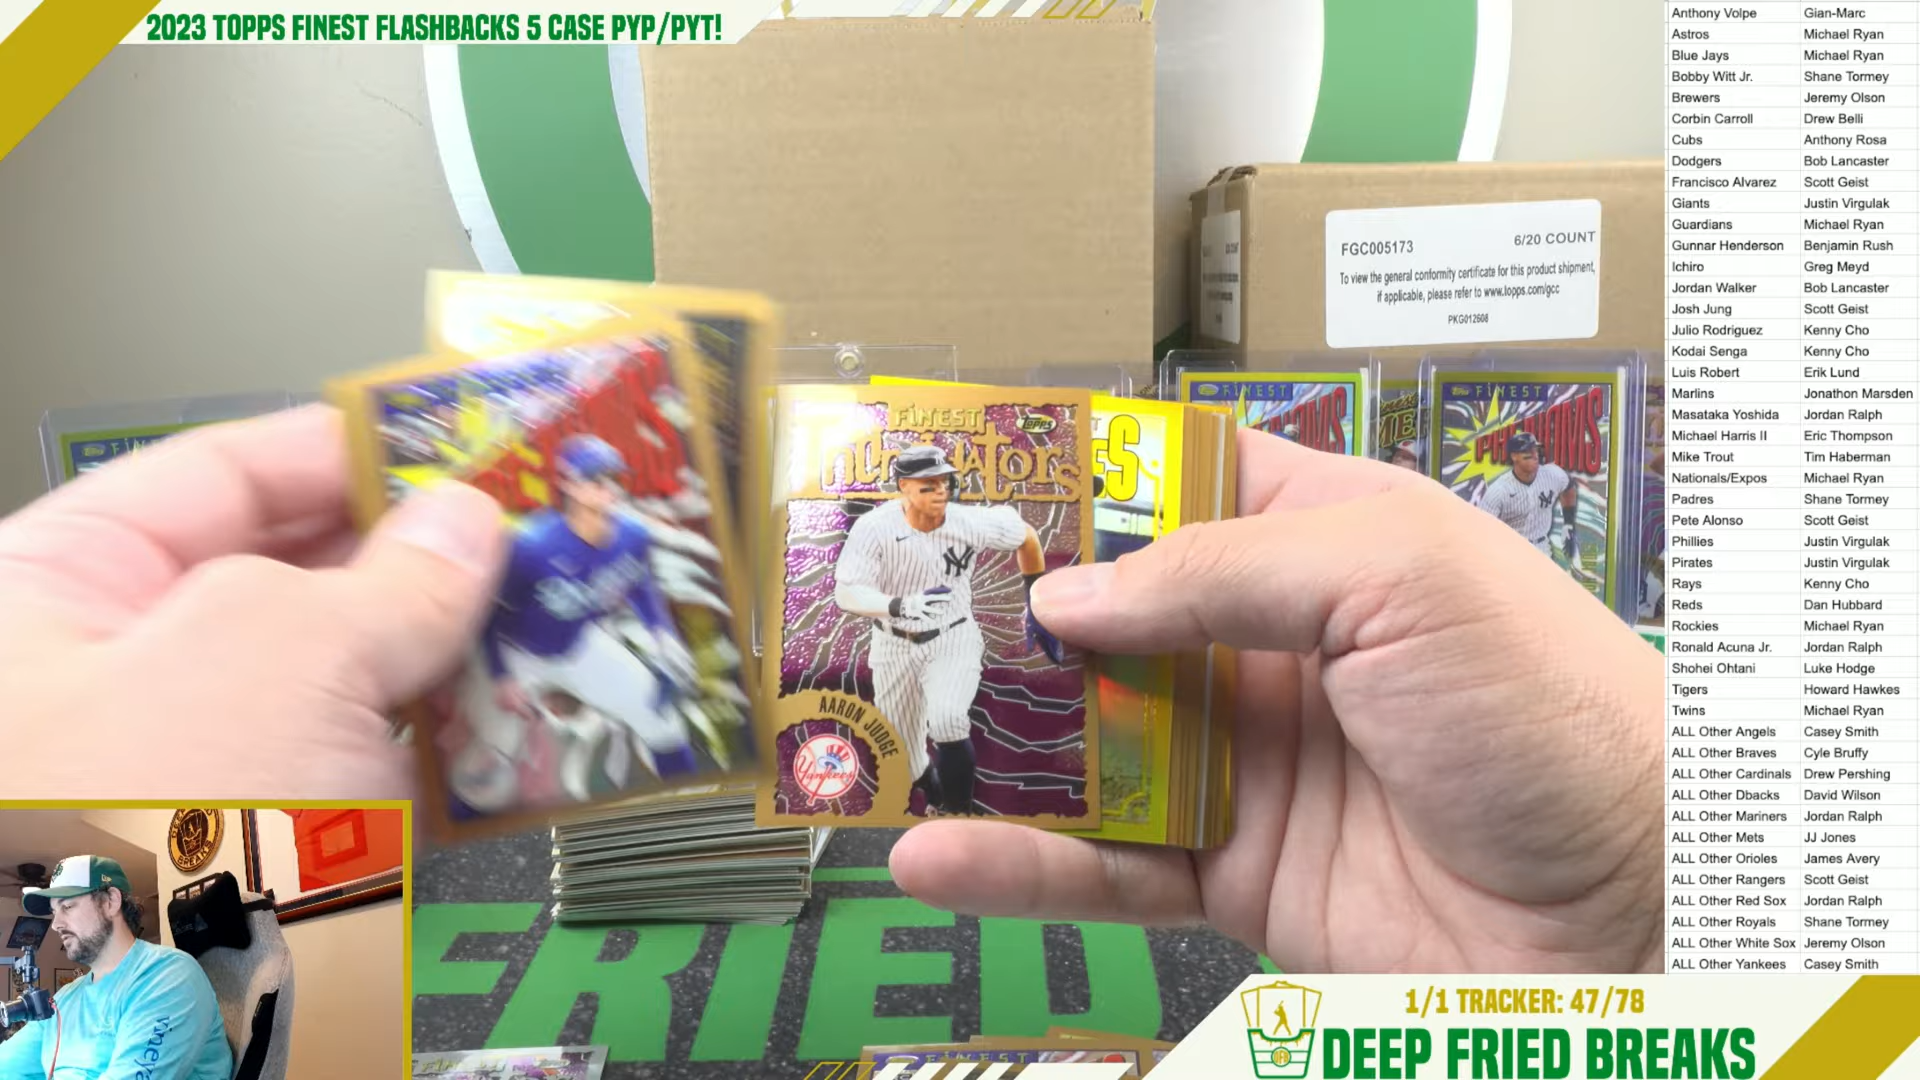 2023 TOPPS FINEST FLASHBACKS 5 CASE PYP/PYT!
Anthony Volpe Gian-Marc
Astros Michael Ryan
Blue Jays Michael Ryan
Bobby Witt Jr. Shane Tormey
Brewers Jeremy Olson
Corbin Carroll Drew Belli
Cubs Anthony Rosa
Dodgers Bob Lancaster
Francisco Alvarez Scott Geist
Giants Justin Virgulak
Guardians Michael Ryan
Gunnar Henderson Benjamin Rush
Ichiro Greg Meyd
Jordan Walker Bob Lancaster
Josh Jung Scott Geist
Julio Rodriguez Kenny Cho
Kodai Senga Kenny Cho
Luis Robert Erik Lund
Marlins Jonathon Marsden
Masataka Yoshida Jordan Ralph
Michael Harris II Eric Thompson
Mike Trout Tim Haberman
Nationals/Expos Michael Ryan
Padres Shane Tormey
Pete Alonso Scott Geist
Phillies Justin Virgulak
Pirates Justin Virgulak
Rays Kenny Cho
Reds Dan Hubbard
Rockies Michael Ryan
Ronald Acuna Jr. Jordan Ralph
Shohei Ohtani Luke Hodge
Tigers Howard Hawkes
Twins Michael Ryan
ALL Other Angels Casey Smith
ALL Other Braves Cyle Bruffy
ALL Other Cardinals Drew Pershing
ALL Other Dbacks David Wilson
ALL Other Mariners Jordan Ralph
ALL Other Mets JJ Jones
ALL Other Orioles James Avery
ALL Other Rangers Scott Geist
ALL Other Red Sox Jordan Ralph
ALL Other Royals Shane Tormey
ALL Other White Sox Jeremy Olson
ALL Other Yankees Casey Smith
FGC005173 6/20 COUNT
To view the general conformity certificate for this product shipment,
if applicable, please refer to www.topps.com/gcc
PKG012608
FINEST
FINEST
FINEST Topps
AARON JUDGE
Yankees
NY
FRIED
FINEST
FINEST
1/1 TRACKER: 47/78
DEEP FRIED BREAKS